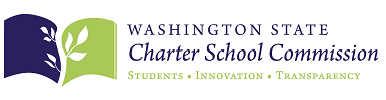 WASHINGTON STATE
Charter School Commission
STUDENTS • INNOVATION • TRANSPARENCY